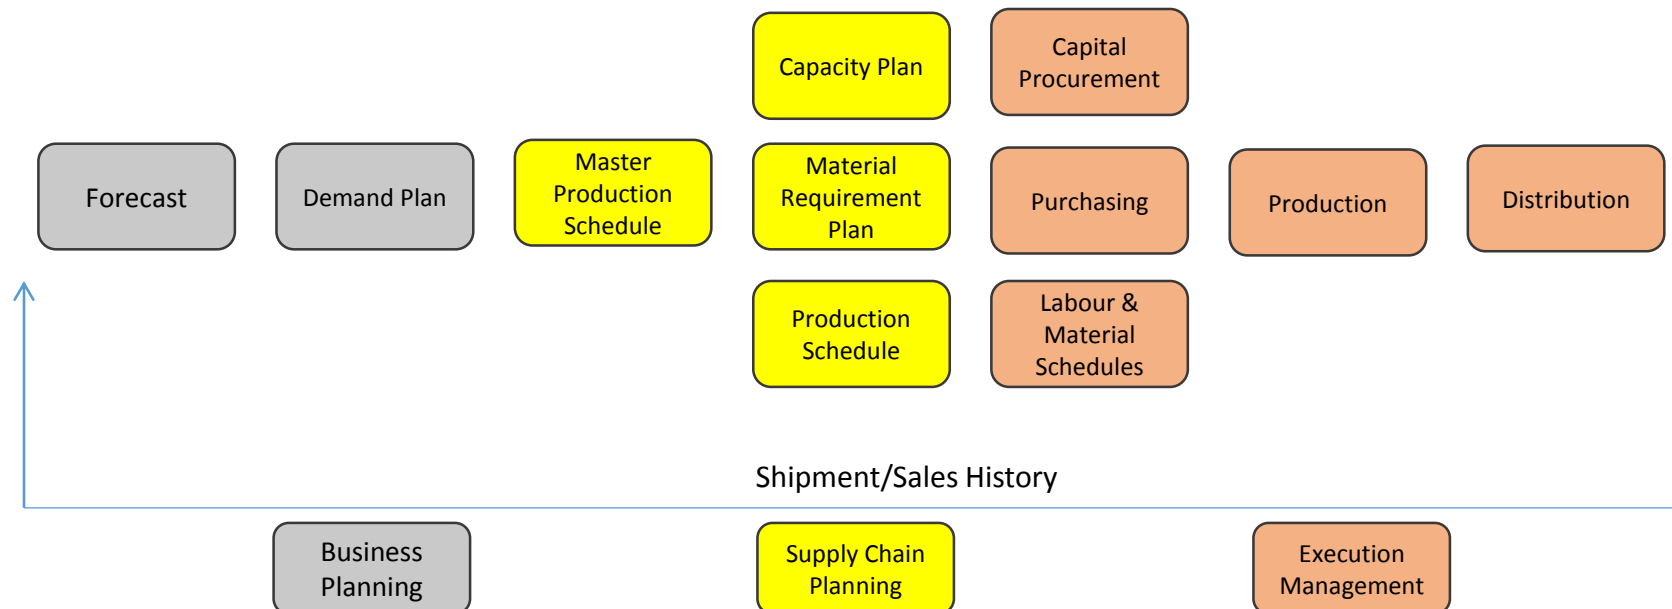 Capacity Plan
Capital
Procurement
Forecast
Demand Plan
Master
Production
Schedule
Material
Requirement
Plan
Purchasing
Production
Distribution
Production
Schedule
Labour &
Material
Schedules
Shipment/Sales History
Business
Planning
Supply Chain
Planning
Execution
Management